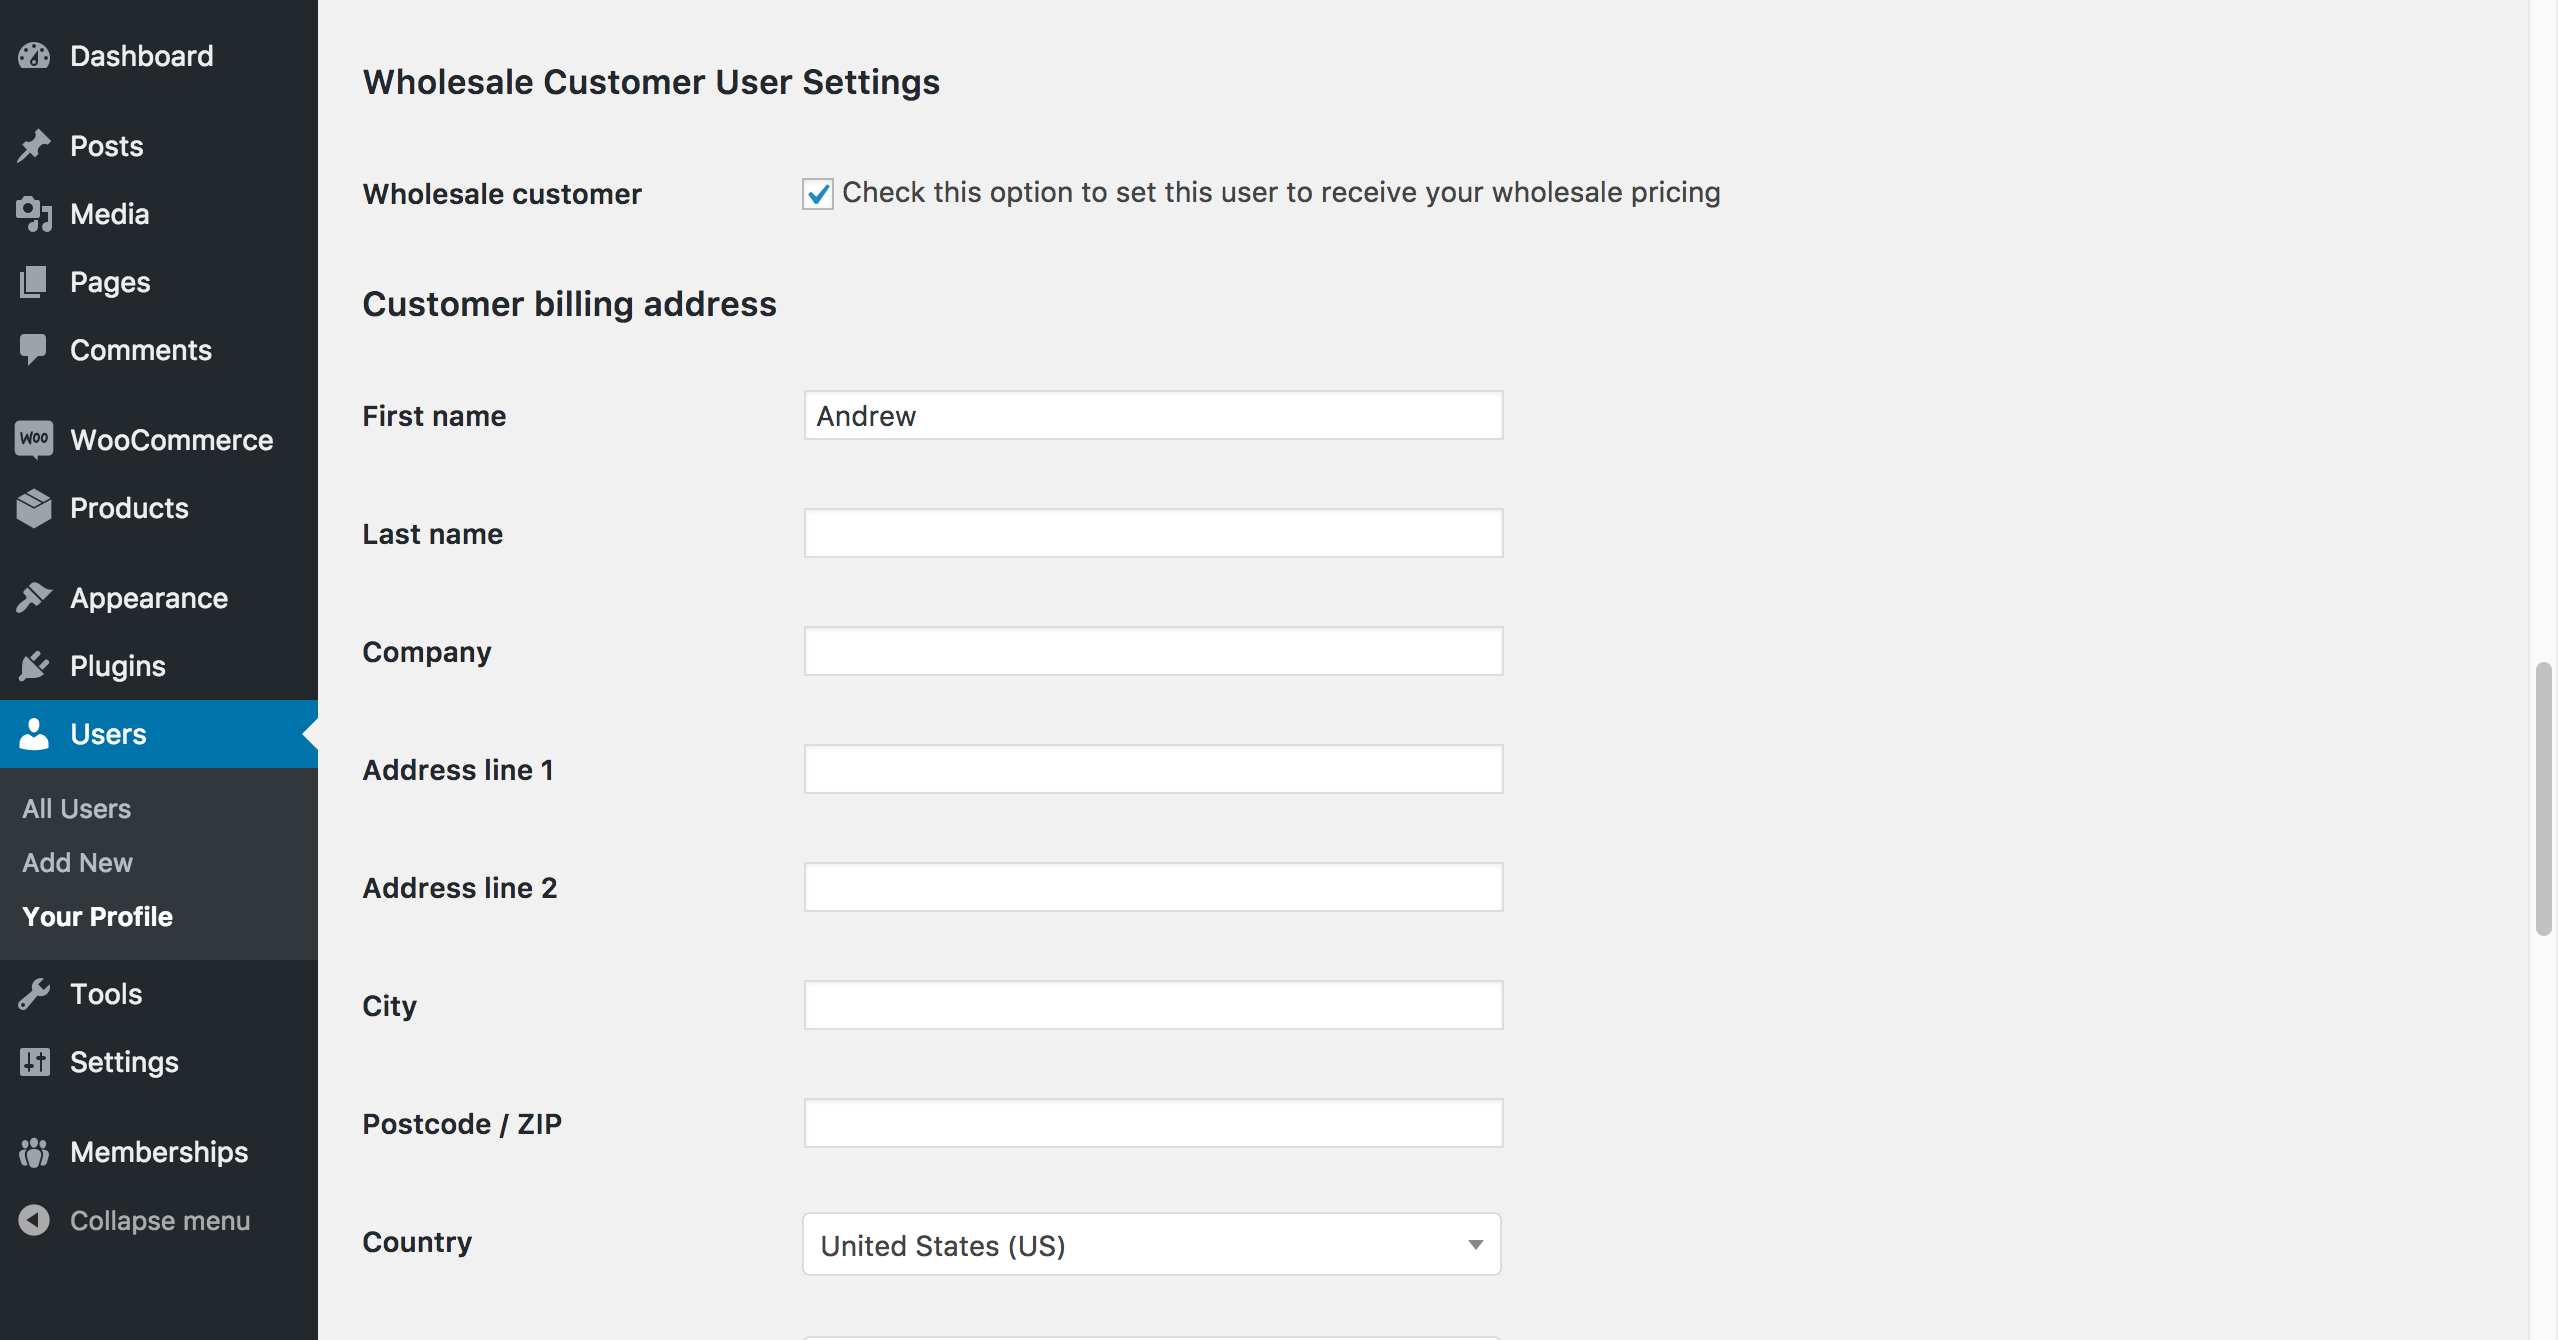 Dashboard
Posts
Media
Pages
Comments
Woo
WooCommerce
Products
Appearance
Plugins
Users
All Users
Add New
Your Profile
Tools
Settings
Memberships
Collapse menu
Wholesale Customer User Settings
Wholesale customer
Check this option to set this user to receive your wholesale pricing
Customer billing address
First name
Andrew
Last name
Company
Address line 1
Address line 2
City
Postcode / ZIP
Country
United States (US)